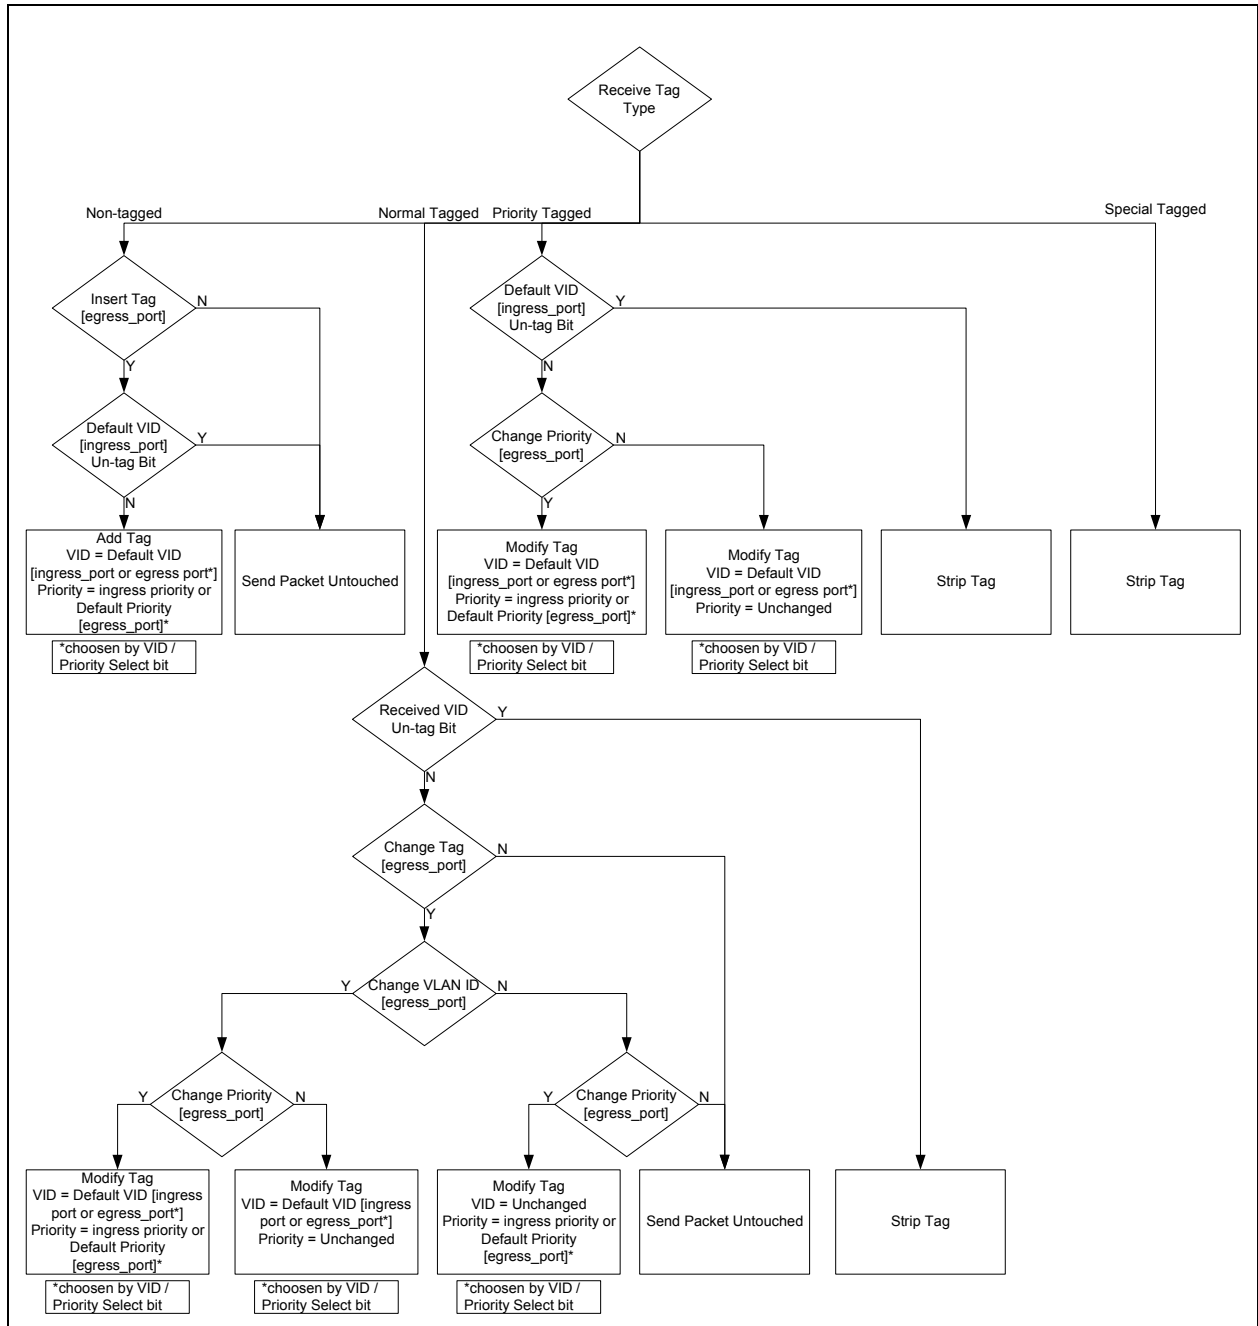 Receive Tag
Type
Non-tagged
Normal Tagged
Priority Tagged
Special Tagged
Insert Tag
[egress_port]
N
Y
Default VID
[ingress_port]
Un-tag Bit
Y
N
Default VID
[ingress_port]
Un-tag Bit
Y
N
Change Priority
[egress_port]
N
Y
Add Tag
VID = Default VID
[ingress_port or egress port*]
Priority = ingress priority or
Default Priority
[egress_port]*
*choosen by VID /
Priority Select bit
Send Packet Untouched
Modify Tag
VID = Default VID
[ingress_port or egress port*]
Priority = ingress priority or
Default Priority [egress_port]*
*choosen by VID /
Priority Select bit
Modify Tag
VID = Default VID
[ingress_port or egress port*]
Priority = Unchanged
*choosen by VID /
Priority Select bit
Strip Tag
Strip Tag
Received VID
Un-tag Bit
Y
N
Change Tag
[egress_port]
N
Y
Change VLAN ID
[egress_port]
Y
N
Change Priority
[egress_port]
Y
N
Change Priority
[egress_port]
Y
N
Modify Tag
VID = Default VID [ingress
port or egress_port*]
Priority = ingress priority or
Default Priority
[egress_port]*
*choosen by VID /
Priority Select bit
Modify Tag
VID = Default VID [ingress
port or egress_port*]
Priority = Unchanged
*choosen by VID /
Priority Select bit
Modify Tag
VID = Unchanged
Priority = ingress priority or
Default Priority
[egress_port]*
*choosen by VID /
Priority Select bit
Send Packet Untouched
Strip Tag